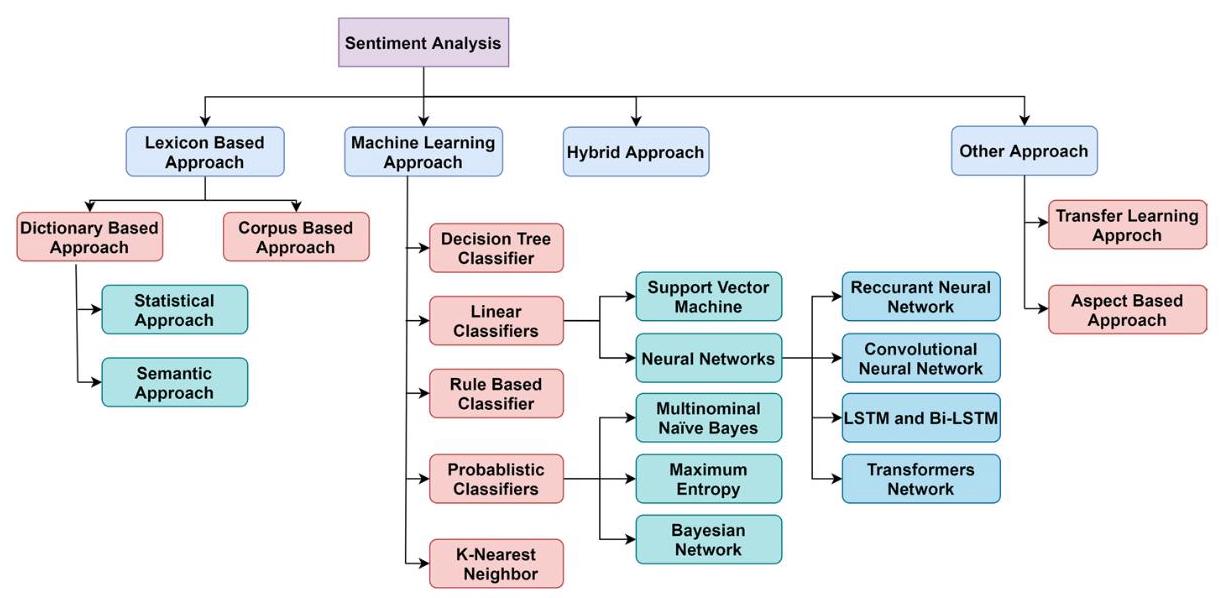 Sentiment Analysis
Lexicon Based
Approach
Machine Learning
Approach
Hybrid Approach
Other Approach
Dictionary Based
Approach
Corpus Based
Approach
Statistical
Approach
Semantic
Approach
Decision Tree
Classifier
Linear
Classifiers
Rule Based
Classifier
Probablistic
Classifiers
K-Nearest
Neighbor
Support Vector
Machine
Neural Networks
Multinominal
Naïve Bayes
Maximum
Entropy
Bayesian
Network
Reccurant Neural
Network
Convolutional
Neural Network
LSTM and Bi-LSTM
Transformers
Network
Transfer Learning
Approch
Aspect Based
Approach